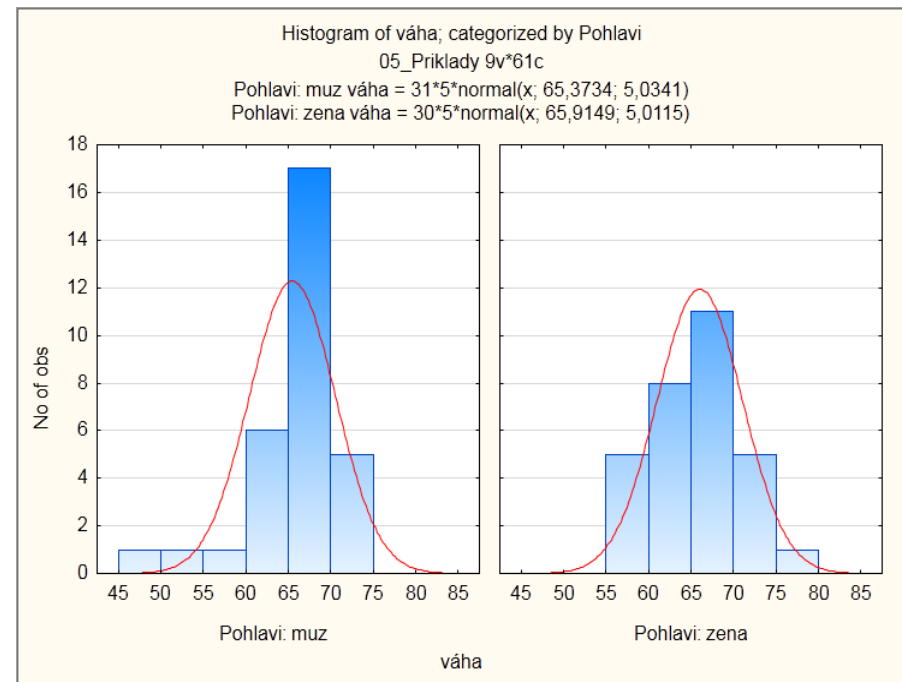 Histogram of váha; categorized by Pohlavi
05_Priklady 9v*61c
Pohlavi: muz váha = 31*5*normal(x; 65,3734; 5,0341)
Pohlavi: zena váha = 30*5*normal(x; 65,9149; 5,0115)
18
16
14
12
10
8
6
4
2
0
No of obs
45 50 55 60 65 70 75 80 85
45 50 55 60 65 70 75 80 85
Pohlavi: muz
Pohlavi: zena
váha